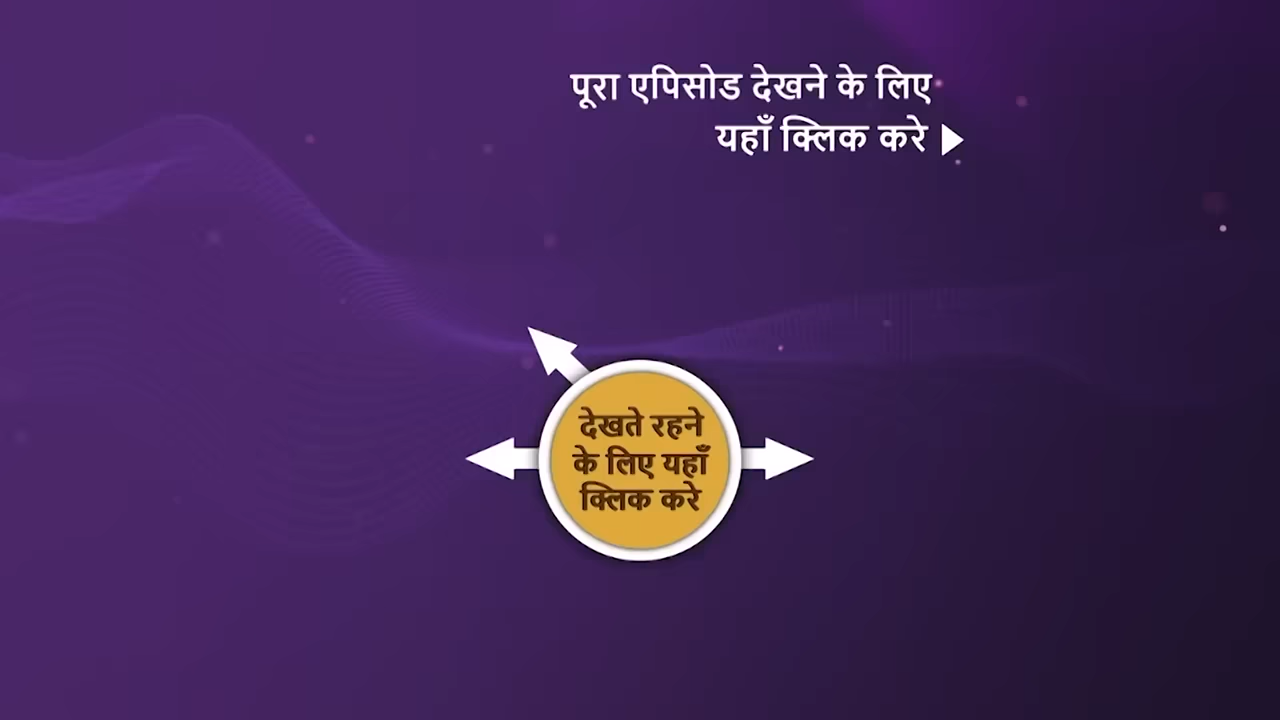 पूरा एपिसोड देखने के लिए
यहाँ क्लिक करे
देखते रहने
के लिए यहाँ
क्लिक करे